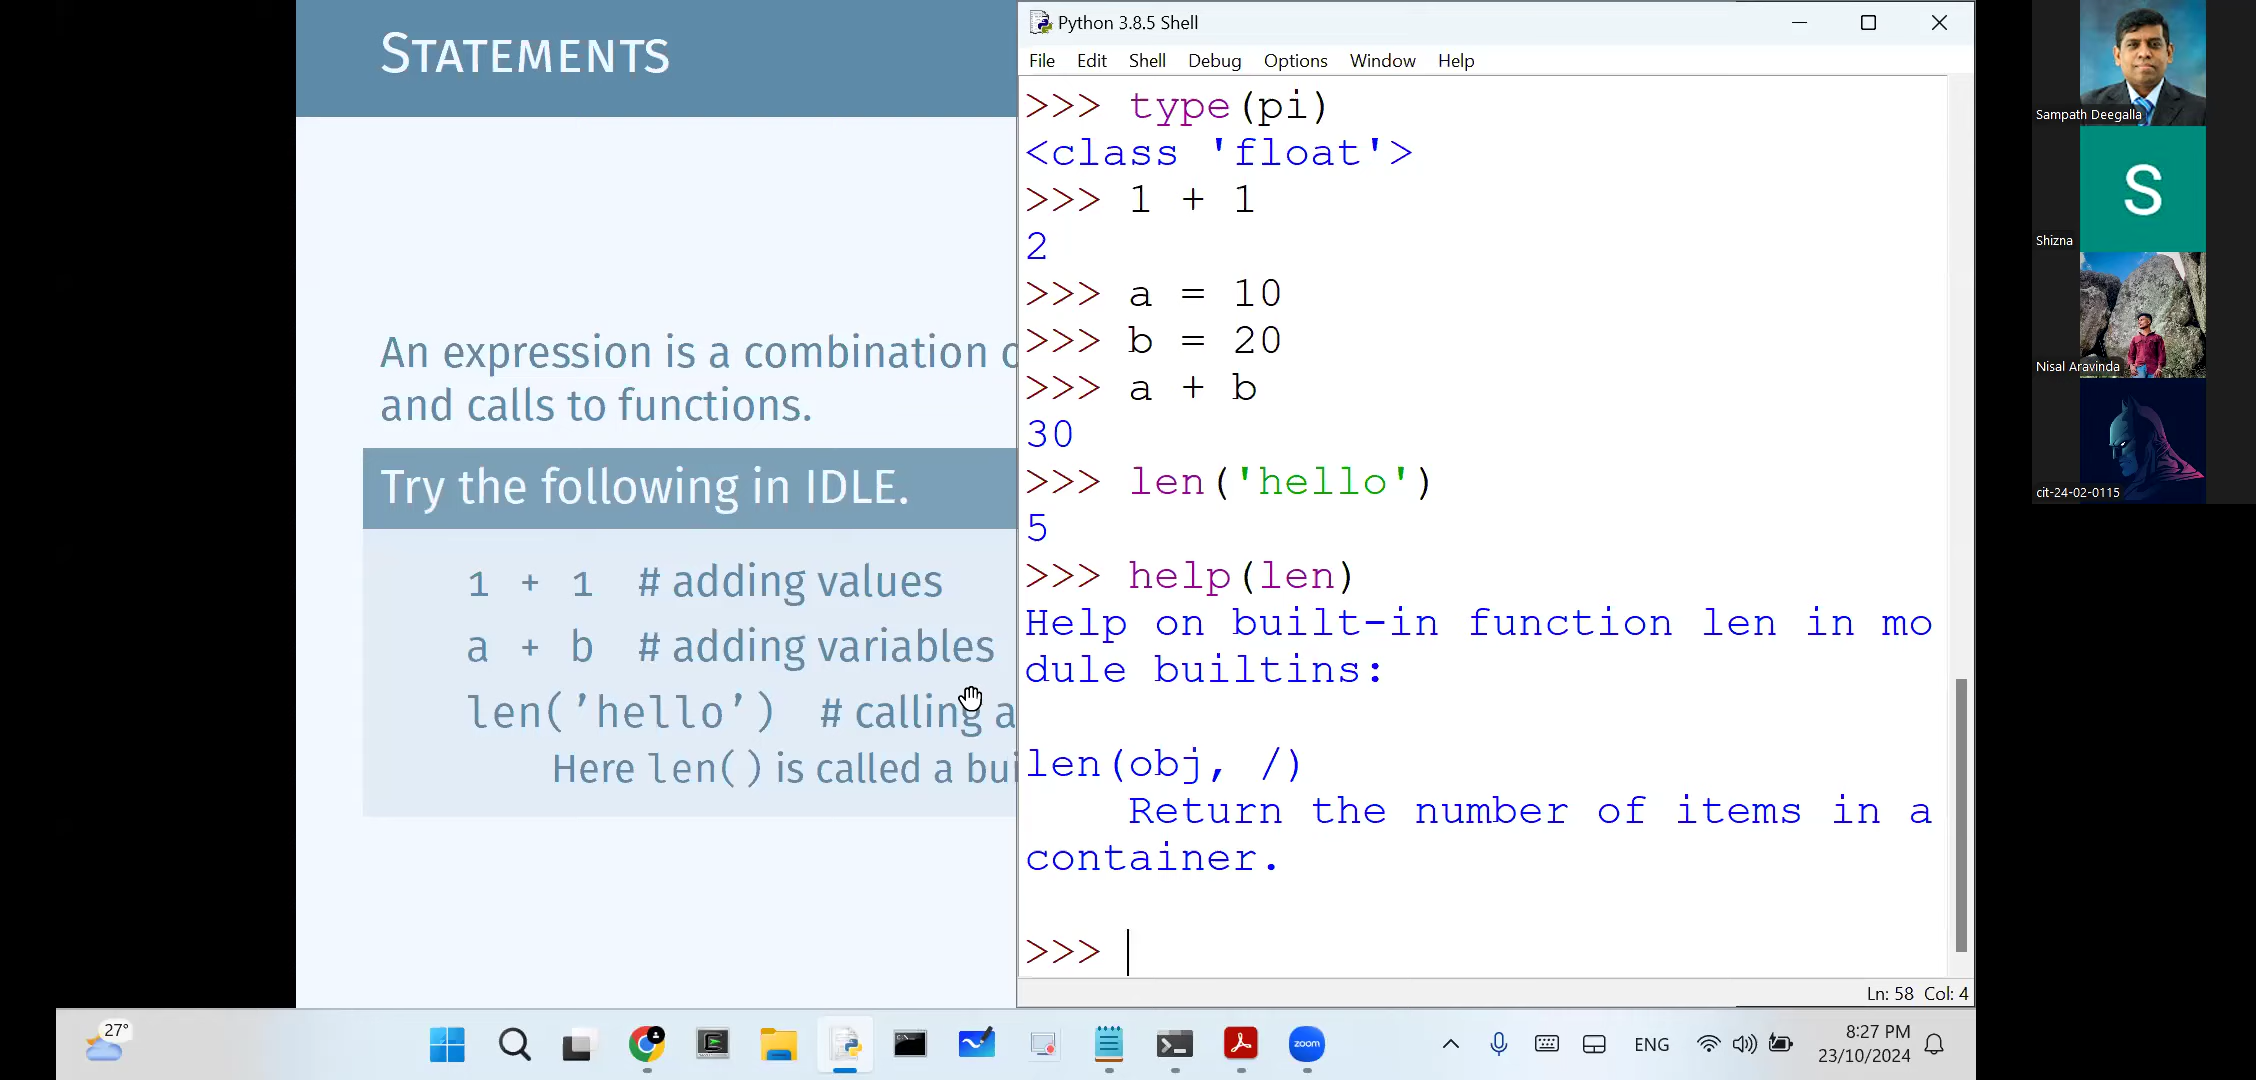 STATEMENTS
An expression is a combination
and calls to functions.
Try the following in IDLE.
1 + 1 # adding values
a + b # adding variables
len('hello') # calling a
Here len() is called a
Python 3.8.5 Shell
File Edit Shell Debug Options Window Help
>>> type(pi)
<class 'float'>
>>> 1 + 1
2
>>> a = 10
>>> b = 20
>>> a + b
30
>>> len('hello')
5
>>> help(len)
Help on built-in function len in mo
dule builtins:
len(obj, /)
Return the number of items in a
container.
>>>
Ln: 58 Col: 4
Sampath Deegalla
S
Shizna
Nisal Aravinda
cit-24-02-0115
27°
zoom
ENG
8:27 PM
23/10/2024